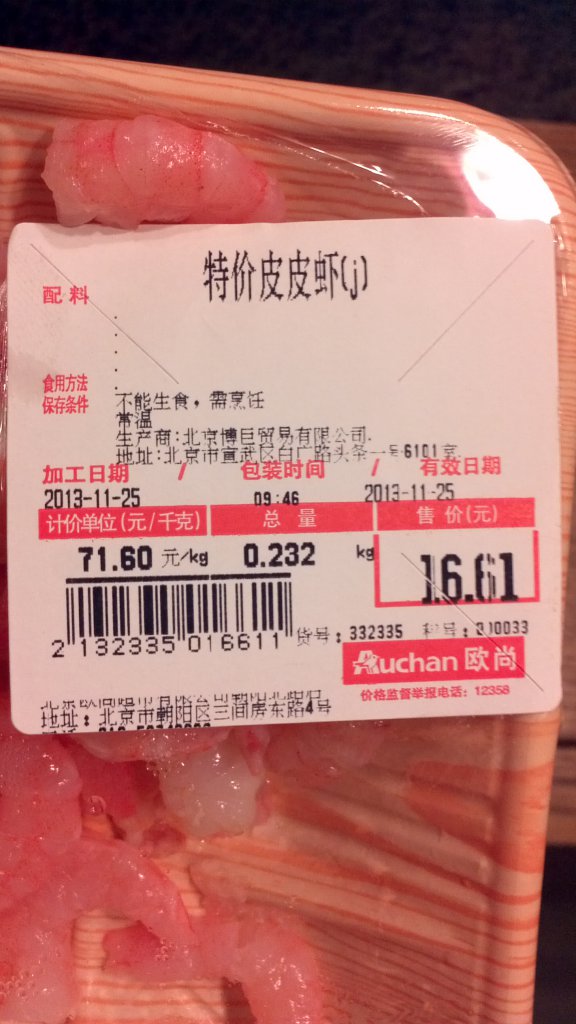 特价皮皮虾(j)
配料
食用方法
保存条件
不能生食，需烹饪
常温
生产商:北京博巨贸易有限公司.
地址:北京市宣武区白广路头条一号6101室
加工日期 / 包装时间 / 有效日期
2013-11-25 09:46 2013-11-25
计价单位(元/千克) 总量 售价(元)
71.60 元/kg 0.232 kg 16.61
2 132335 016611
货号: 332335 号:
Auchan 欧尚
价格监督举报电话: 12358
地址: 北京市朝阳区三间房东路4号